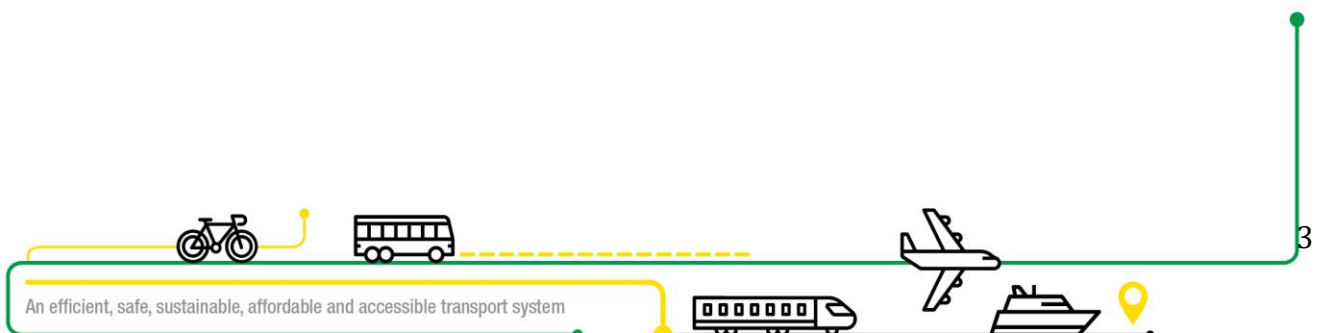 3
An efficient, safe, sustainable, affordable and accessible transport system